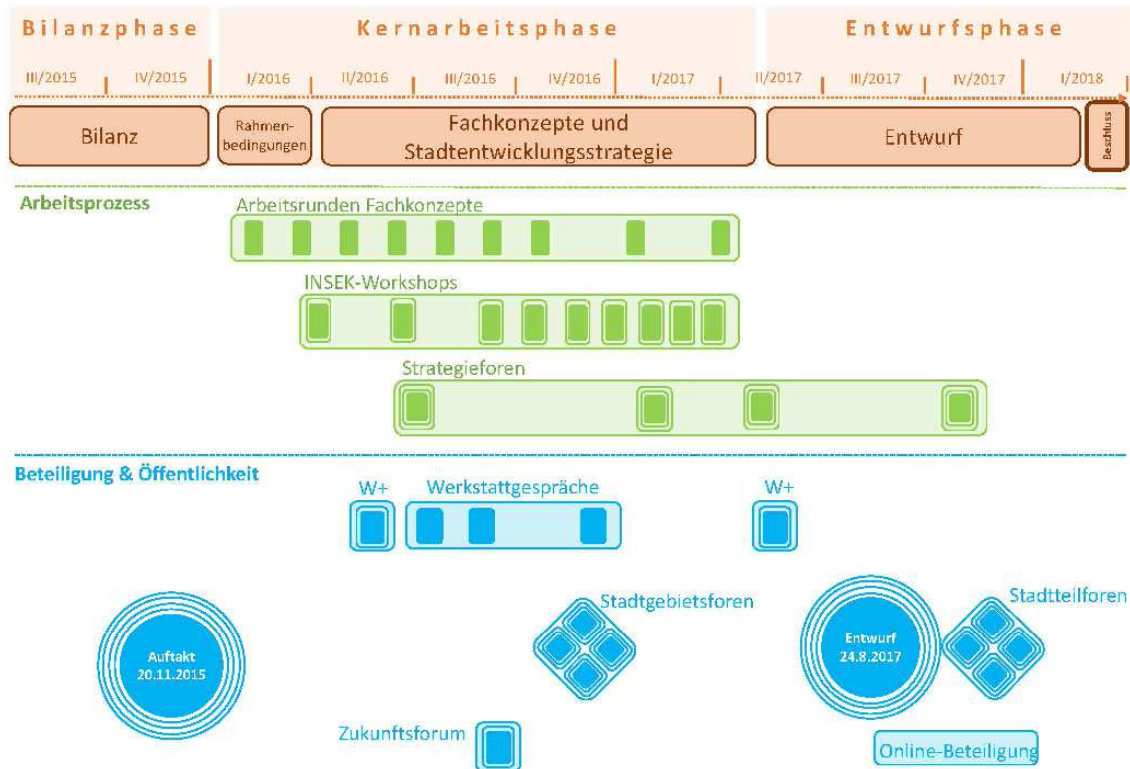 Bilanzphase
Kernarbeitsphase
Entwurfsphase
III/2015
IV/2015
I/2016
II/2016
III/2016
IV/2016
I/2017
II/2017
III/2017
IV/2017
I/2018
Bilanz
Rahmen-
bedingungen
Fachkonzepte und
Stadtentwicklungsstrategie
Entwurf
Beschluss
Arbeitsprozess
Arbeitsrunden Fachkonzepte
INSEK-Workshops
Strategieforen
Beteiligung & Öffentlichkeit
W+
Werkstattgespräche
W+
Stadtgebietsforen
Stadtteilforen
Auftakt
20.11.2015
Entwurf
24.8.2017
Zukunftsforum
Online-Beteiligung